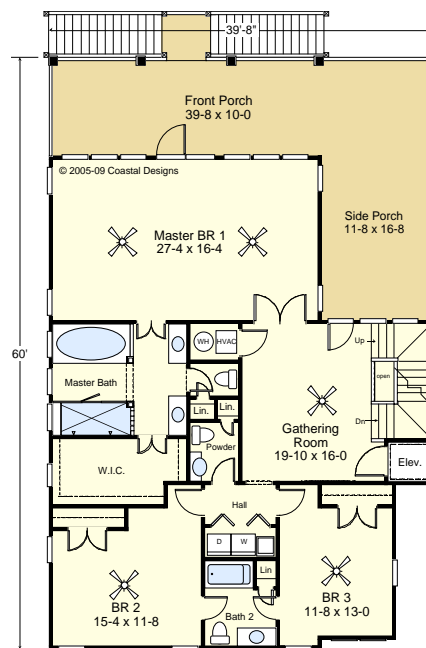 39'-8"
Front Porch
39-8 x 10-0
© 2005-09 Coastal Designs
Master BR 1
27-4 x 16-4
Side Porch
11-8 x 16-8
60'
WH
HVAC
Up
open
Master Bath
Lin.
Lin.
Gathering
Room
19-10 x 16-0
Dn
Powder
Elev.
W.I.C.
Hall
D
W
Lin
BR 2
15-4 x 11-8
BR 3
11-8 x 13-0
Bath 2